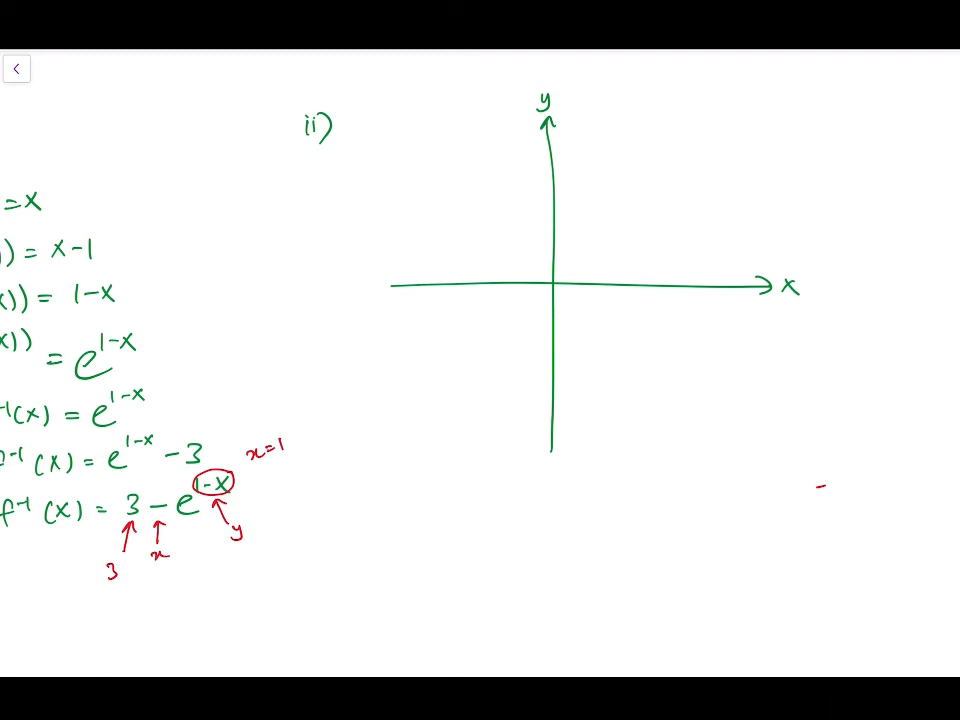 ii)
y
x
=x
)) = x-1
x)) = 1-x
x)) = e^{1-x}
-1(x) = e^{1-x}
-1 (x) = e^{1-x} -3
x=1
f^{-1} (x) = 3 - e^{1-x}
3
x
y
-